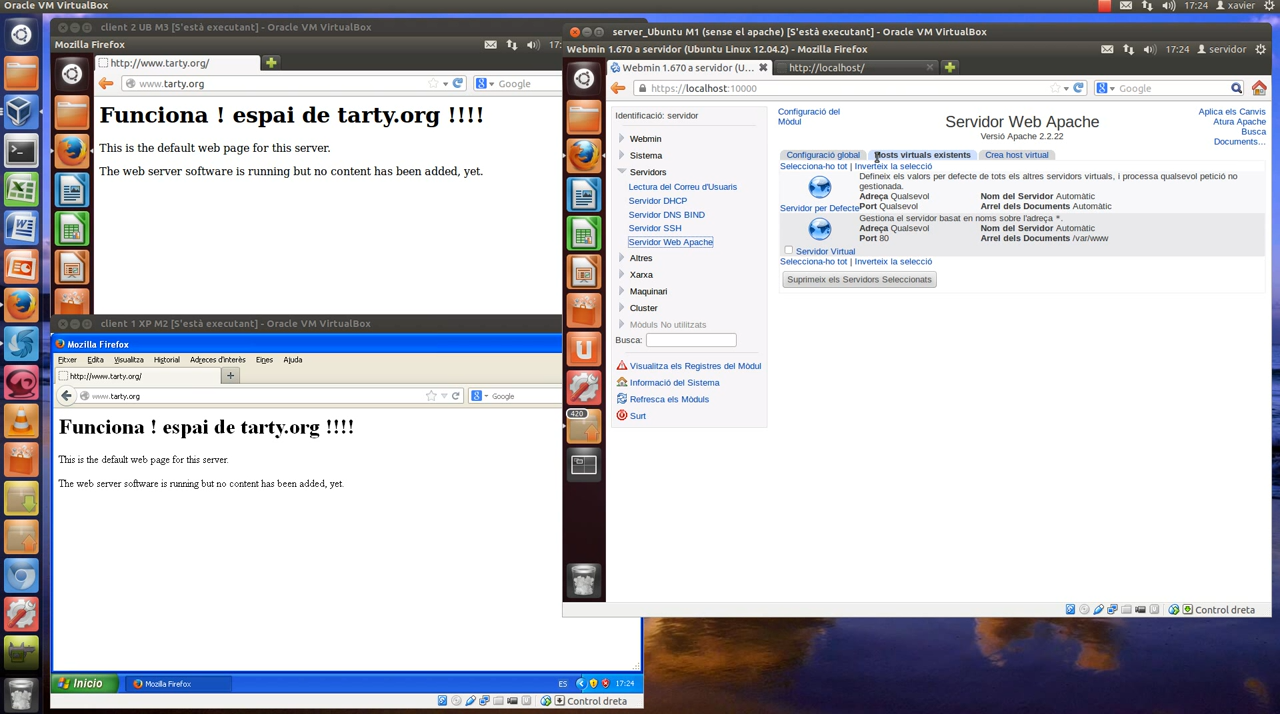 Oracle VM VirtualBox
17:24 xavier
client 2 UB M3 [S'està executant] - Oracle VM VirtualBox
Mozilla Firefox
17:
http://www.tarty.org/
www.tarty.org
Google
Funciona ! espai de tarty.org !!!!
This is the default web page for this server.
The web server software is running but no content has been added, yet.
client 1 XP M2 [S'està executant] - Oracle VM VirtualBox
Mozilla Firefox
Fitxer Edita Visualitza Historial Adreces d'interès Eines Ajuda
http://www.tarty.org/
www.tarty.org
Google
Funciona ! espai de tarty.org !!!!
This is the default web page for this server.
The web server software is running but no content has been added, yet.
Inicio
Mozilla Firefox
ES
17:24
Control dreta
server_Ubuntu M1 (sense el apache) [S'està executant] - Oracle VM VirtualBox
Webmin 1.670 a servidor (Ubuntu Linux 12.04.2) - Mozilla Firefox
17:24 servidor
Webmin 1.670 a servidor (U...
http://localhost/
https://localhost:10000
Google
Identificació: servidor
Webmin
Sistema
Servidors
Lectura del Correu d'Usuaris
Servidor DHCP
Servidor DNS BIND
Servidor SSH
Servidor Web Apache
Altres
Xarxa
Maquinari
Cluster
Mòduls No utilitzats
Busca:
Visualitza els Registres del Mòdul
Informació del Sistema
Refresca els Mòduls
Surt
420
Configuració del
Mòdul
Servidor Web Apache
Versió Apache 2.2.22
Aplica els Canvis
Atura Apache
Busca
Documents...
Configuració global
Hosts virtuals existents
Crea host virtual
Selecciona-ho tot | Inverteix la selecció
Defineix els valors per defecte de tots els altres servidors virtuals, i processa qualsevol petició no
gestionada.
Adreça Qualsevol Nom del Servidor Automàtic
Port Qualsevol Arrel dels Documents Automàtic
Servidor per Defecte
Gestiona el servidor basat en noms sobre l'adreça *.
Adreça Qualsevol Nom del Servidor Automàtic
Port 80 Arrel dels Documents /var/www
Servidor Virtual
Selecciona-ho tot | Inverteix la selecció
Suprimeix els Servidors Seleccionats
Control dreta